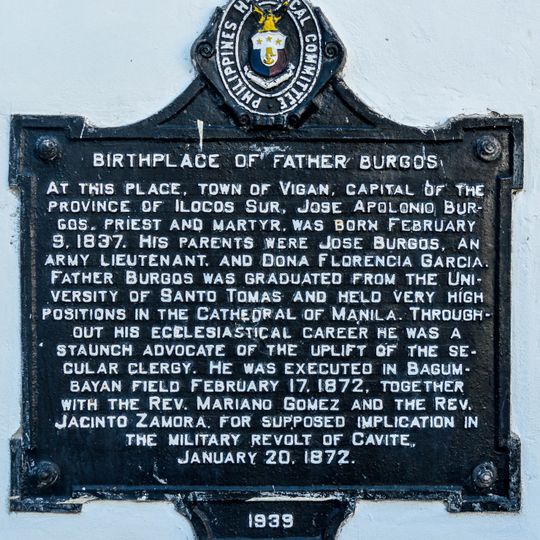 PHILIPPINES HISTORICAL COMMITTEE
BIRTHPLACE OF FATHER BURGOS
AT THIS PLACE, TOWN OF VIGAN, CAPITAL OF THE
PROVINCE OF ILOCOS SUR, JOSE APOLONIO BUR-
GOS, PRIEST AND MARTYR, WAS BORN FEBRUARY
9, 1837. HIS PARENTS WERE JOSE BURGOS, AN
ARMY LIEUTENANT, AND DONA FLORENCIA GARCIA.
FATHER BURGOS WAS GRADUATED FROM THE UNI-
VERSITY OF SANTO TOMAS AND HELD VERY HIGH
POSITIONS IN THE CATHEDRAL OF MANILA. THROUGH-
OUT HIS ECCLESIASTICAL CAREER HE WAS A
STAUNCH ADVOCATE OF THE UPLIFT OF THE SE-
CULAR CLERGY. HE WAS EXECUTED IN BAGUM-
BAYAN FIELD FEBRUARY 17, 1872, TOGETHER
WITH THE REV. MARIANO GOMEZ AND THE REV.
JACINTO ZAMORA, FOR SUPPOSED IMPLICATION IN
THE MILITARY REVOLT OF CAVITE,
JANUARY 20, 1872.
1939